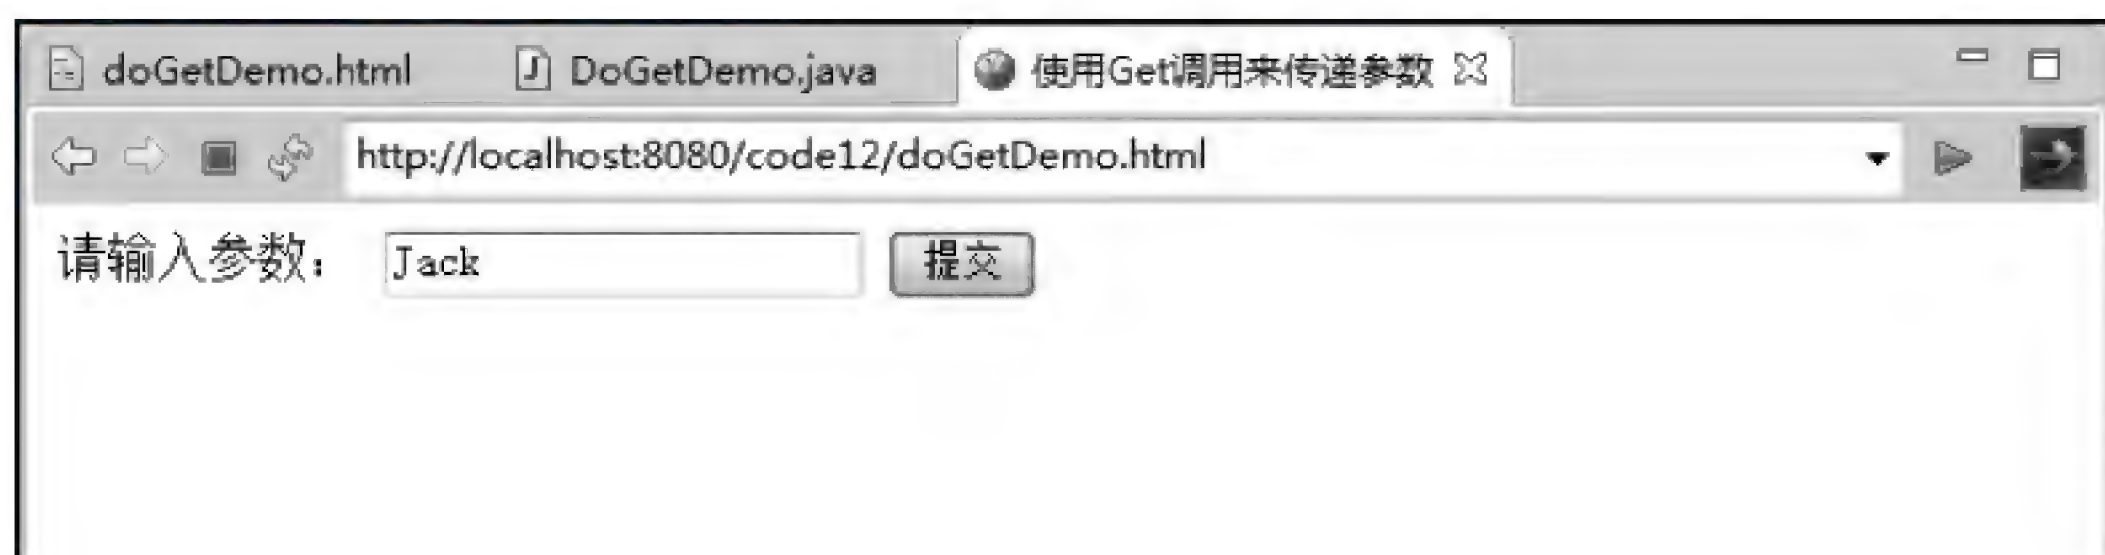 doGetDemo.html DoGetDemo.java 使用Get调用来传递参数
http://localhost:8080/code12/doGetDemo.html
请输入参数： Jack 提交